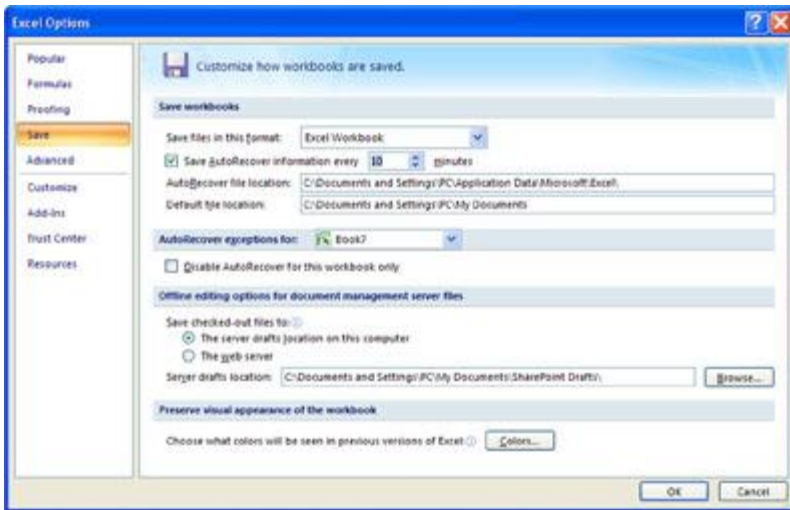 Excel Options
Popular
Formulas
Proofing
Save
Advanced
Customize
Add-Ins
Trust Center
Resources
Customize how workbooks are saved.
Save workbooks
Save files in this format: Excel Workbook
Save AutoRecover information every 10 minutes
AutoRecover file location: C:\Documents and Settings\PC\Application Data\Microsoft\Excel\
Default file location: C:\Documents and Settings\PC\My Documents
AutoRecover exceptions for: Book7
Disable AutoRecover for this workbook only
Offline editing options for document management server files
Save checked-out files to:
The server drafts location on this computer
The web server
Server drafts location: C:\Documents and Settings\PC\My Documents\SharePoint Drafts\ Browse...
Preserve visual appearance of the workbook
Choose what colors will be seen in previous versions of Excel: Colors...
OK Cancel